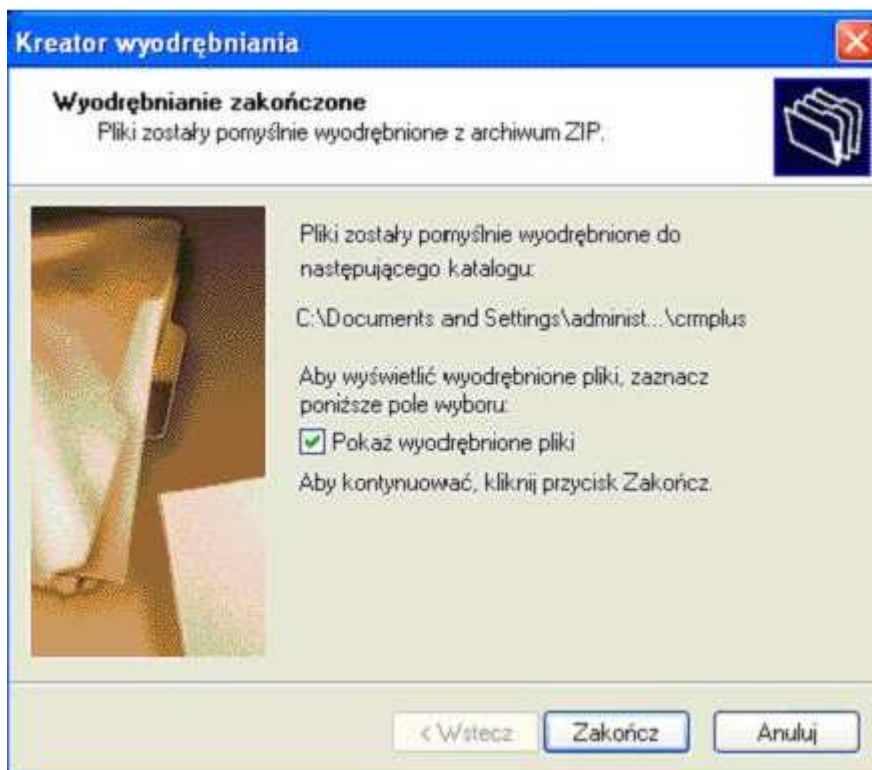 Kreator wyodrębniania
Wyodrębnianie zakończone
Pliki zostały pomyślnie wyodrębnione z archiwum ZIP.
Pliki zostały pomyślnie wyodrębnione do
następującego katalogu:
C:\Documents and Settings\administ...\crmplus
Aby wyświetlić wyodrębnione pliki, zaznacz
poniższe pole wyboru:
Pokaż wyodrębnione pliki
Aby kontynuować, kliknij przycisk Zakończ.
< Wstecz Zakończ Anuluj